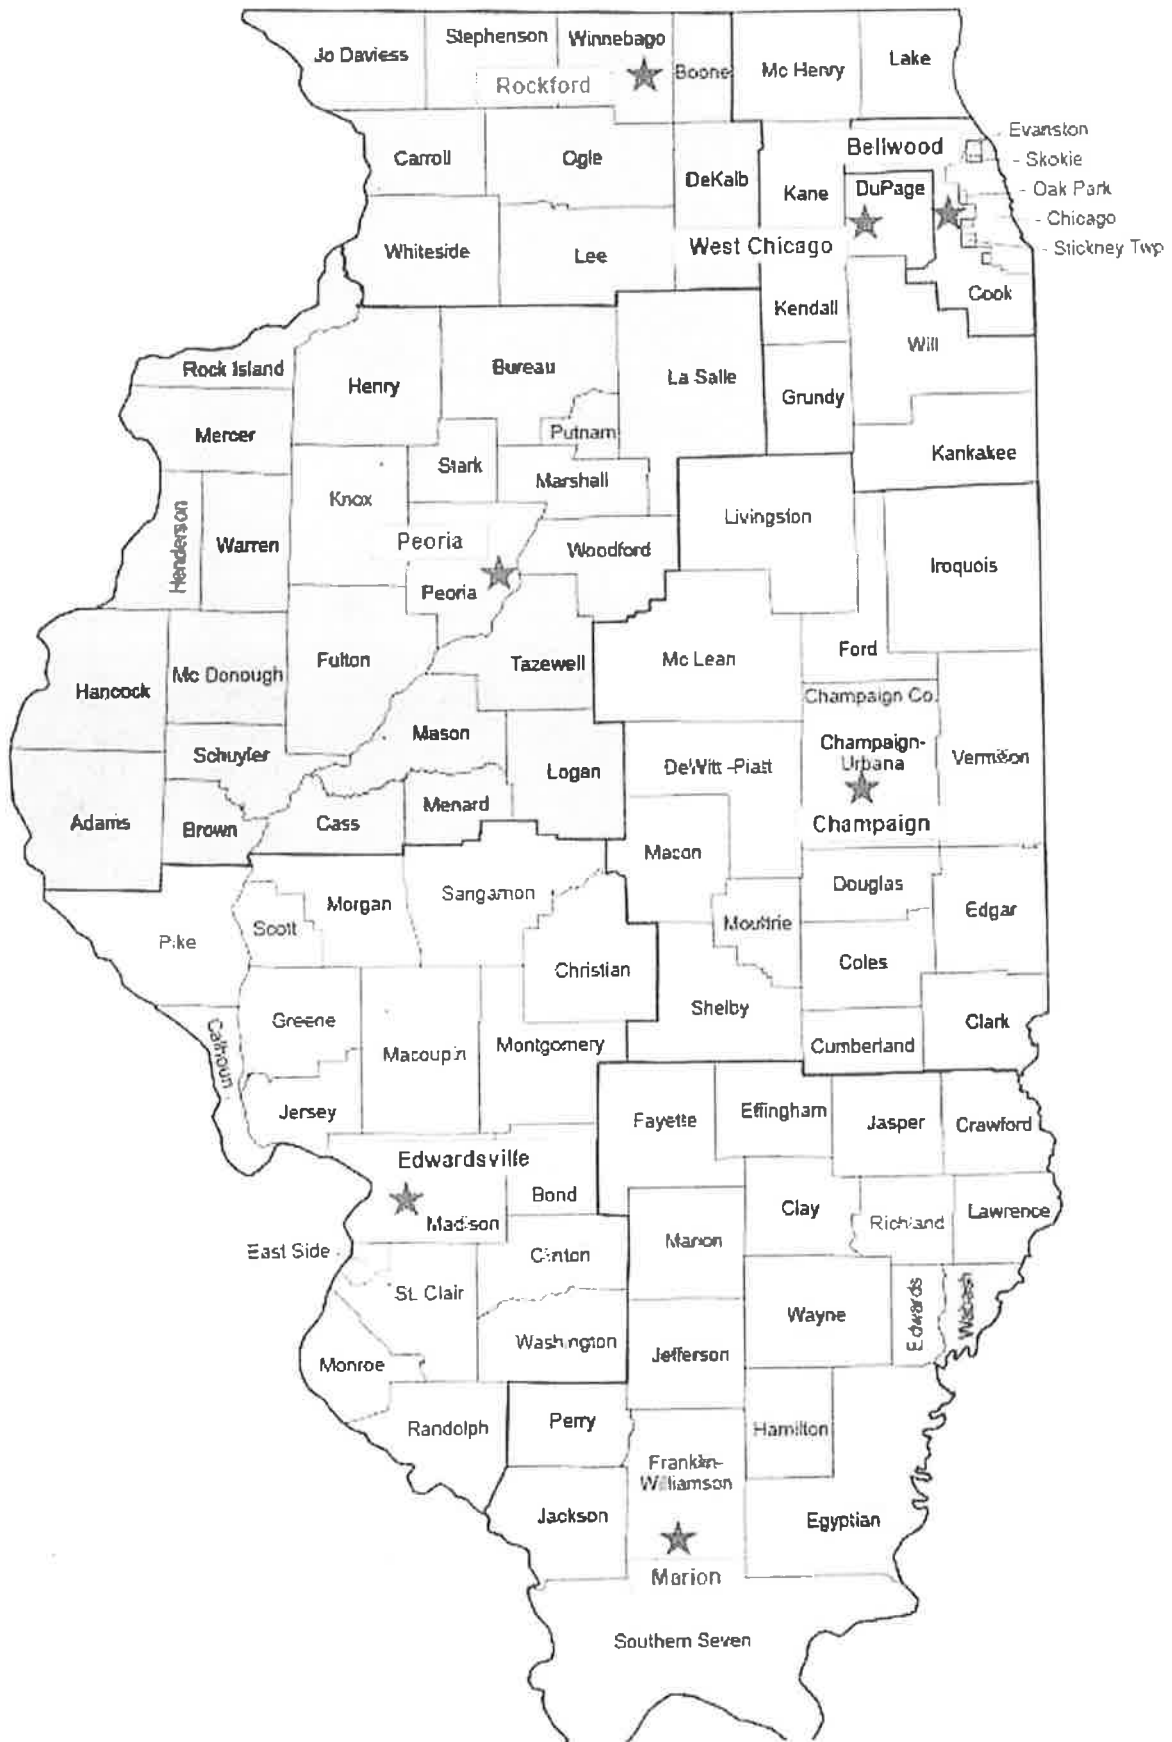 Jo Daviess
Stephenson
Winnebago
Rockford
Boone
Mc Henry
Lake
Carroll
Ogle
DeKalb
Kane
Bellwood
DuPage
Evanston
Skokie
Oak Park
Chicago
Stickney Twp
Whiteside
Lee
West Chicago
Cook
Kendall
Will
Rock Island
Henry
Bureau
La Salle
Grundy
Mercer
Putnam
Kankakee
Stark
Marshall
Knox
Henderson
Warren
Peoria
Peoria
Woodford
Livingston
Iroquois
Hancock
Mc Donough
Fulton
Tazewell
Mc Lean
Ford
Champaign Co.
Schuyler
Mason
Logan
DeWitt -Piatt
Champaign-
Urbana
Vermilion
Adams
Brown
Cass
Menard
Champaign
Macon
Sangamon
Douglas
Morgan
Scott
Pike
Christian
Moultrie
Edgar
Coles
Shelby
Greene
Calhoun
Macoupin
Montgomery
Cumberland
Clark
Jersey
Fayette
Effingham
Jasper
Crawford
Edwardsville
Bond
Madison
Clay
Richland
Lawrence
East Side
Clinton
Marion
St. Clair
Wayne
Edwards
Wabash
Washington
Jefferson
Monroe
Randolph
Perry
Hamilton
Franklin-
Williamson
Jackson
Egyptian
Marion
Southern Seven